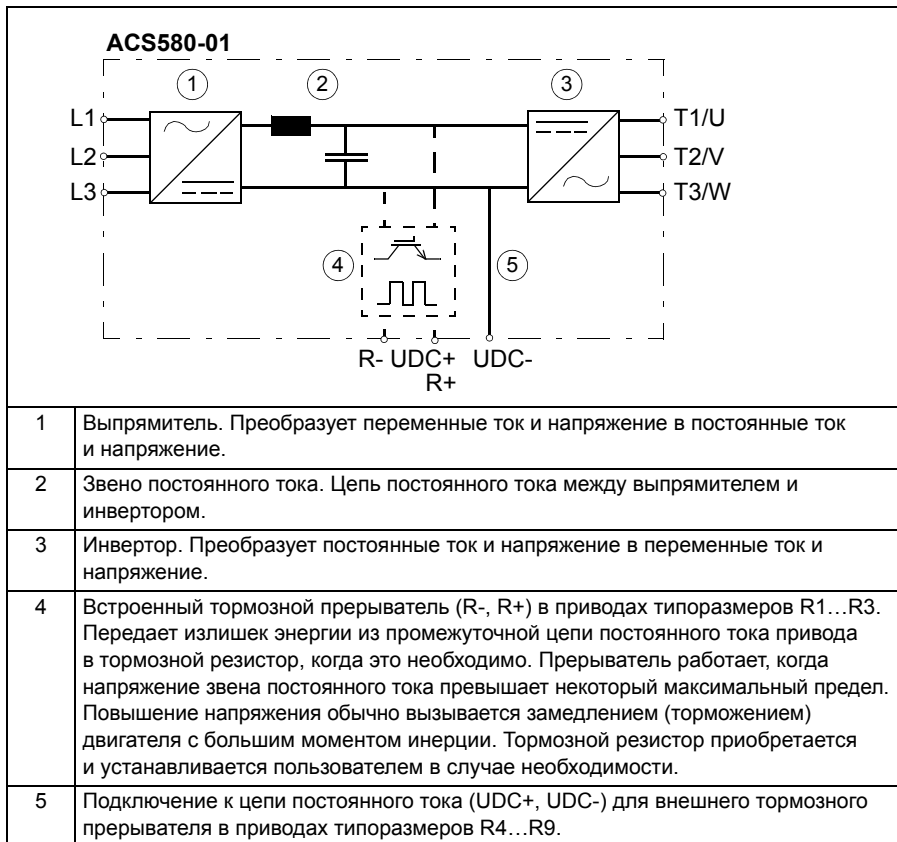 ACS580-01
1 2 3
L1 T1/U
L2 T2/V
L3 T3/W
4 5
R- UDC+ UDC-
R+
1 Выпрямитель. Преобразует переменные ток и напряжение в постоянные ток
и напряжение.
2 Звено постоянного тока. Цепь постоянного тока между выпрямителем и
инвертором.
3 Инвертор. Преобразует постоянные ток и напряжение в переменные ток и
напряжение.
4 Встроенный тормозной прерыватель (R-, R+) в приводах типоразмеров R1…R3.
Передает излишек энергии из промежуточной цепи постоянного тока привода
в тормозной резистор, когда это необходимо. Прерыватель работает, когда
напряжение звена постоянного тока превышает некоторый максимальный предел.
Повышение напряжения обычно вызывается замедлением (торможением)
двигателя с большим моментом инерции. Тормозной резистор приобретается
и устанавливается пользователем в случае необходимости.
5 Подключение к цепи постоянного тока (UDC+, UDC-) для внешнего тормозного
прерывателя в приводах типоразмеров R4…R9.